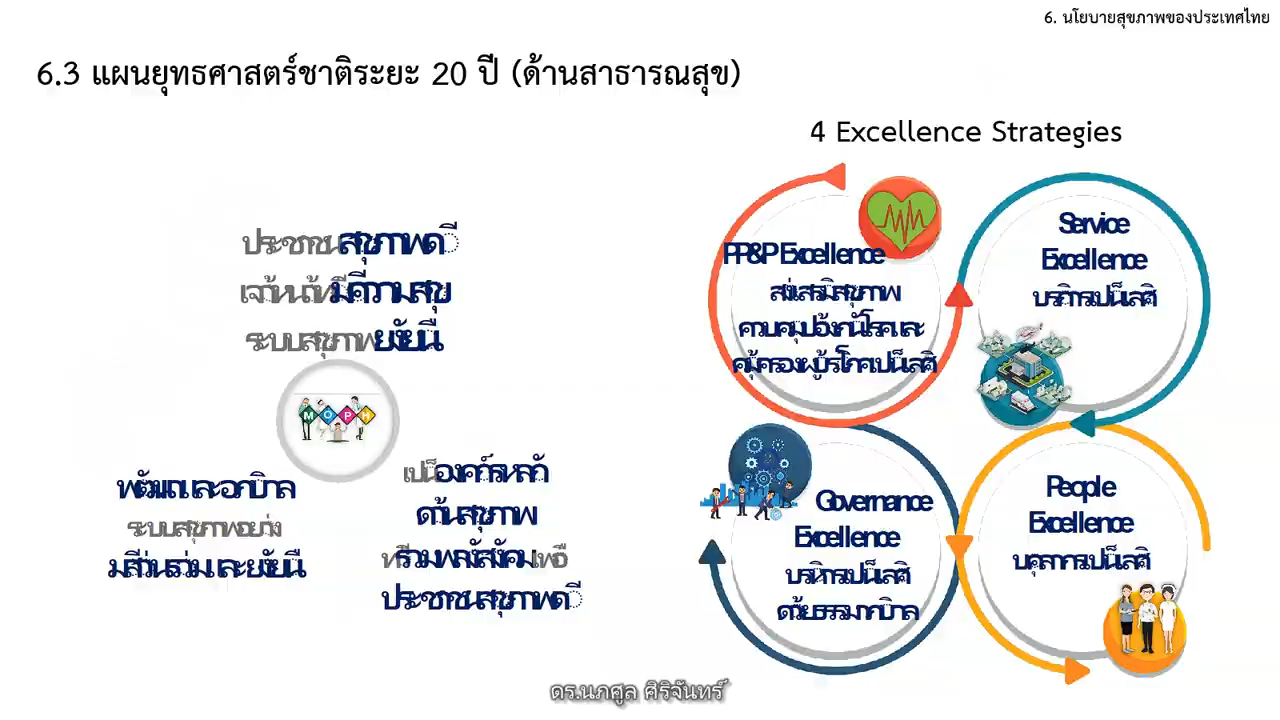 6. นโยบายสุขภาพของประเทศไทย
6.3 แผนยุทธศาสตร์ชาติระยะ 20 ปี (ด้านสาธารณสุข)
4 Excellence Strategies
ประชาชนสุขภาพดี
เจ้าหน้าที่มีความสุข
ระบบสุขภาพยั่งยืน
MOPH
พัฒนาและอภิบาล
ระบบสุขภาพอย่าง
มีส่วนร่วม และยั่งยืน
เป็นองค์กรหลัก
ด้านสุขภาพ
ที่รวมพลังสังคมเพื่อ
ประชาชนสุขภาพดี
PP&P Excellence
ส่งเสริมสุขภาพ
ควบคุมป้องกันโรคและ
คุ้มครองผู้บริโภคเป็นเลิศ
Service
Excellence
บริการเป็นเลิศ
Governance
Excellence
บริหารเป็นเลิศ
ด้วยธรรมาภิบาล
People
Excellence
บุคลากรเป็นเลิศ
ดร.นภศูล ศิริจันทร์